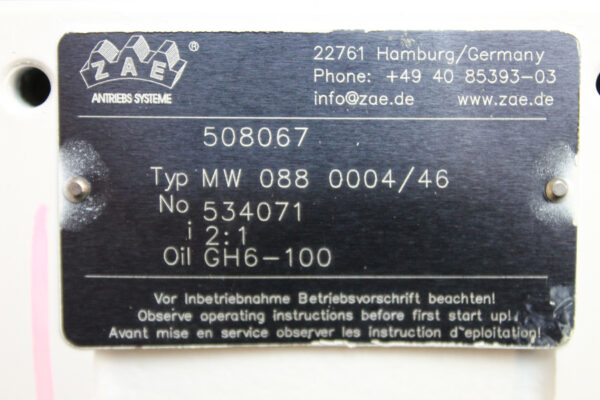 ZAE ®
ANTRIEBS SYSTEME
22761 Hamburg/Germany
Phone: +49 40 85393-03
info@zae.de www.zae.de
508067
Typ MW 088 0004/46
No 534071
i 2:1
Oil GH6-100
Vor Inbetriebnahme Betriebsvorschrift beachten!
Observe operating instructions before first start up!
Avant mise en service observer les instruction d`eploitation!